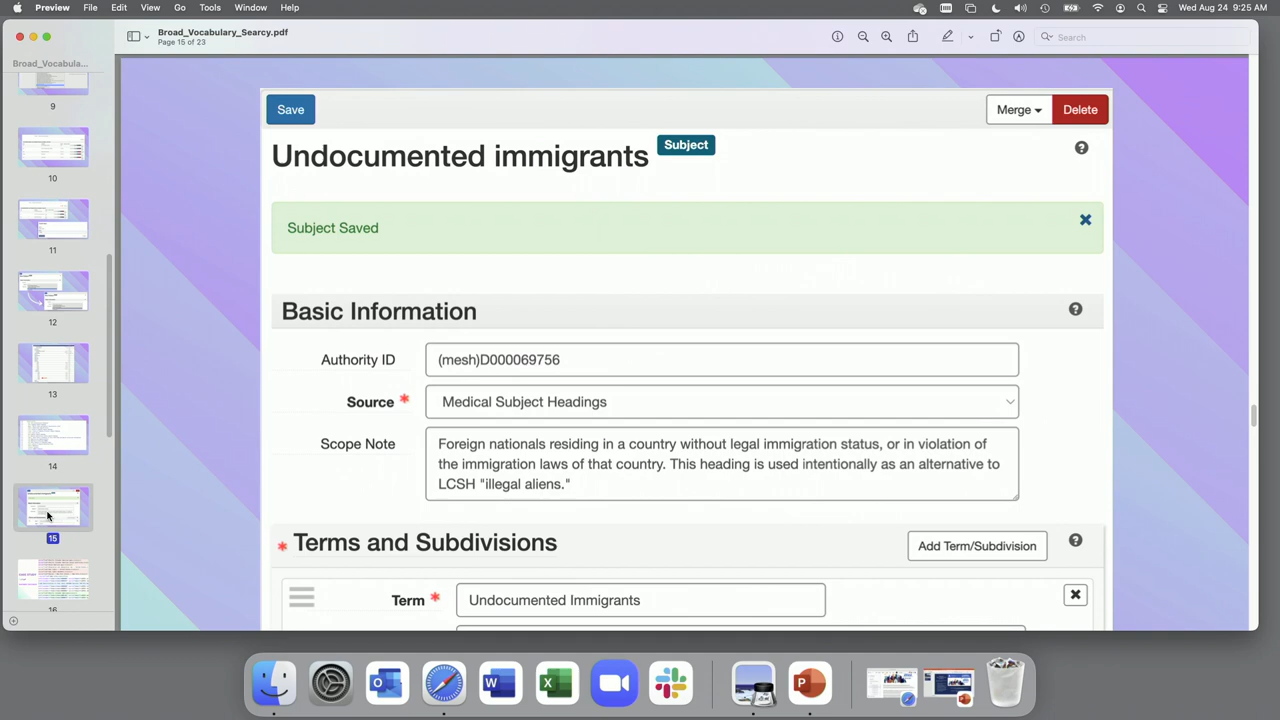 Preview File Edit View Go Tools Window Help
Wed Aug 24 9:25 AM
Broad_Vocabulary_Searcy.pdf
Page 15 of 23
Search
Broad_Vocabula...
9
10
11
12
13
14
15
16
Save
Merge
Delete
Undocumented immigrants
Subject
Subject Saved
Basic Information
Authority ID
(mesh)D000069756
Source *
Medical Subject Headings
Scope Note
Foreign nationals residing in a country without legal immigration status, or in violation of
the immigration laws of that country. This heading is used intentionally as an alternative to
LCSH "illegal aliens."
* Terms and Subdivisions
Add Term/Subdivision
Term *
Undocumented Immigrants